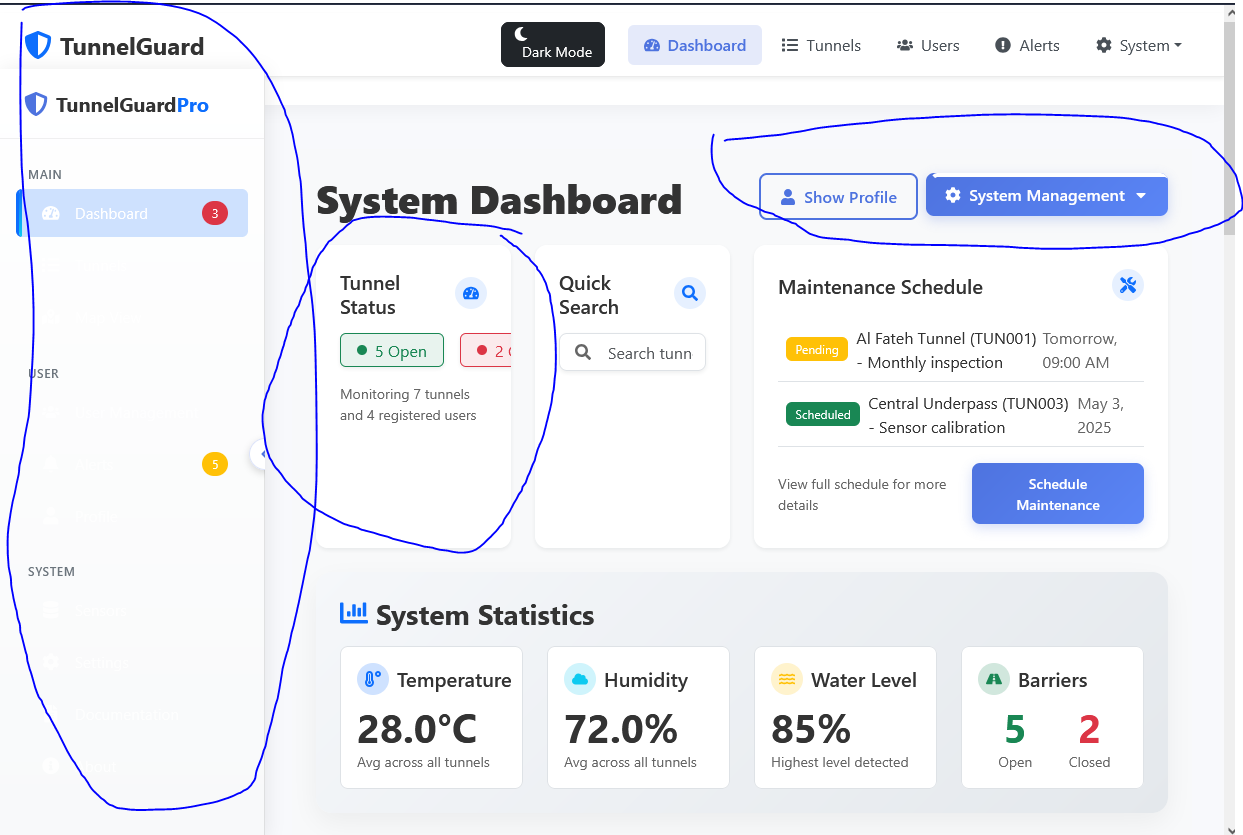 TunnelGuard
Dark Mode
Dashboard
Tunnels
Users
Alerts
System
TunnelGuardPro
MAIN
Dashboard
3
USER
5
SYSTEM
Settings
Documentation
System Dashboard
Show Profile
System Management
Tunnel
Status
5 Open
2
Monitoring 7 tunnels
and 4 registered users
Quick
Search
Search tunn
Maintenance Schedule
Pending
Al Fateh Tunnel (TUN001)
- Monthly inspection
Tomorrow,
09:00 AM
Scheduled
Central Underpass (TUN003)
- Sensor calibration
May 3,
2025
View full schedule for more
details
Schedule
Maintenance
System Statistics
Temperature
28.0°C
Avg across all tunnels
Humidity
72.0%
Avg across all tunnels
Water Level
85%
Highest level detected
Barriers
5
Open
2
Closed